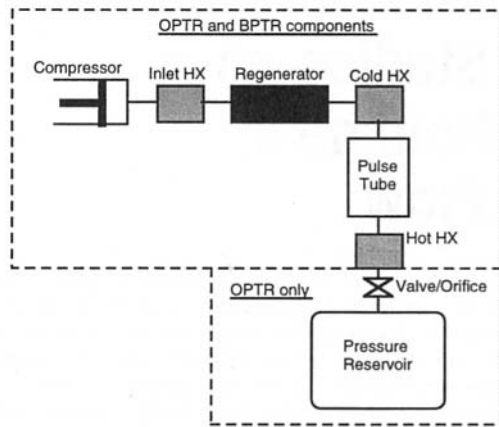 OPTR and BPTR components
Compressor
Inlet HX
Regenerator
Cold HX
Pulse
Tube
Hot HX
OPTR only
Valve/Orifice
Pressure
Reservoir